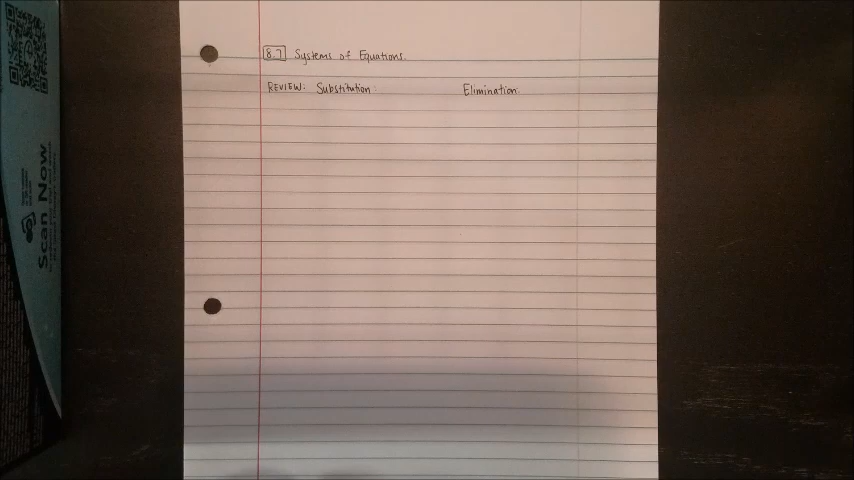 8.7 Systems of Equations.
REVIEW: Substitution: Elimination:
Scan Now